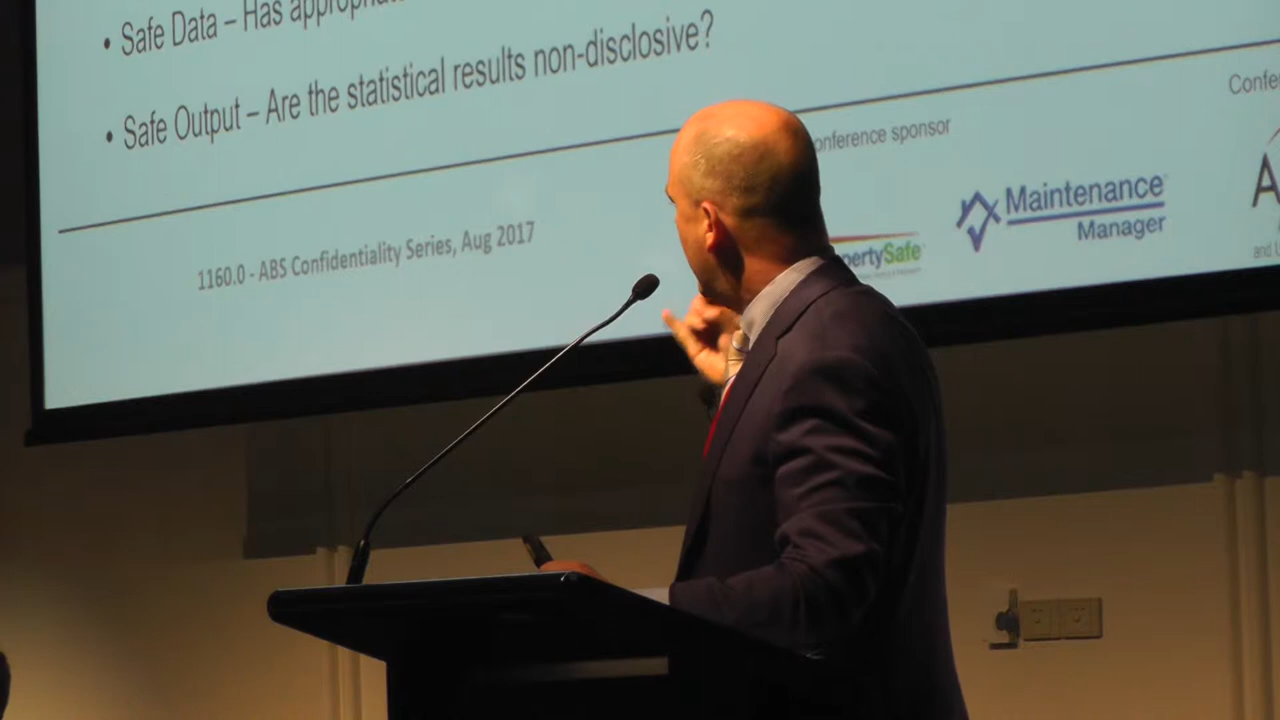 • Safe Data – Has
• Safe Output – Are the statistical results non-disclosive?
1160.0 - ABS Confidentiality Series, Aug 2017
sponsor
Maintenance
Manager
and